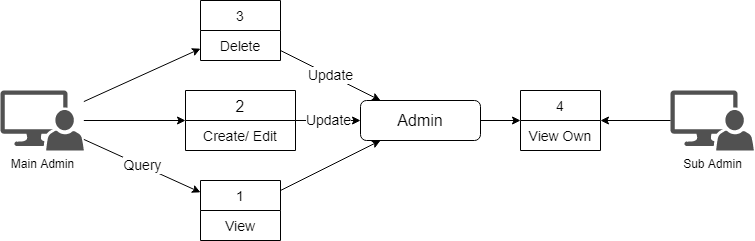 3
Delete
Update
2
Create/ Edit
Update
Admin
4
View Own
Main Admin
Sub Admin
Query
1
View